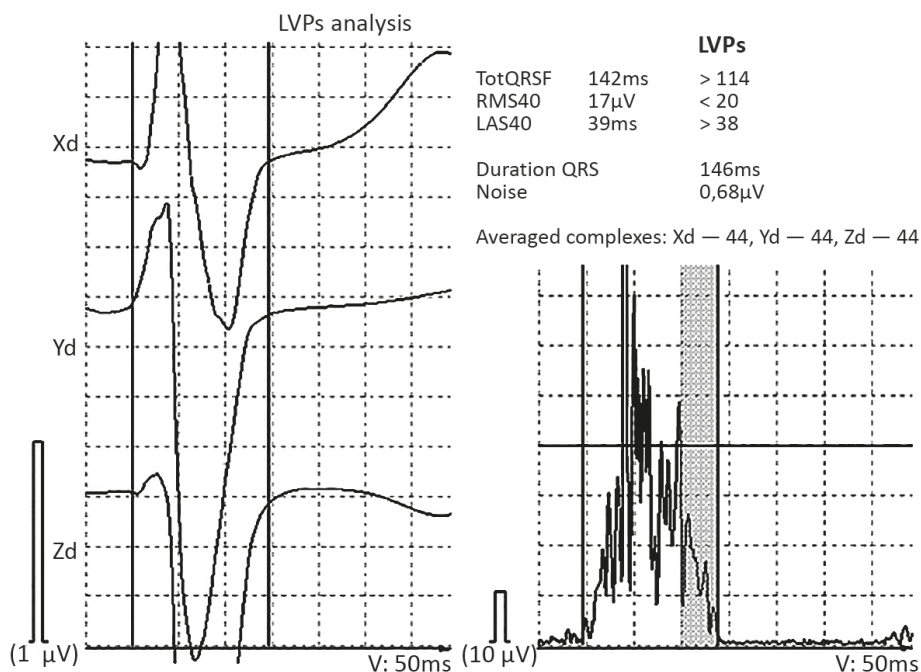 LVPs analysis
LVPs
TotQRSF 142ms > 114
RMS40 17µV < 20
LAS40 39ms > 38
Duration QRS 146ms
Noise 0,68µV
Averaged complexes: Xd — 44, Yd — 44, Zd — 44
Xd
Yd
Zd
(1 µV)
V: 50ms
(10 µV)
V: 50ms